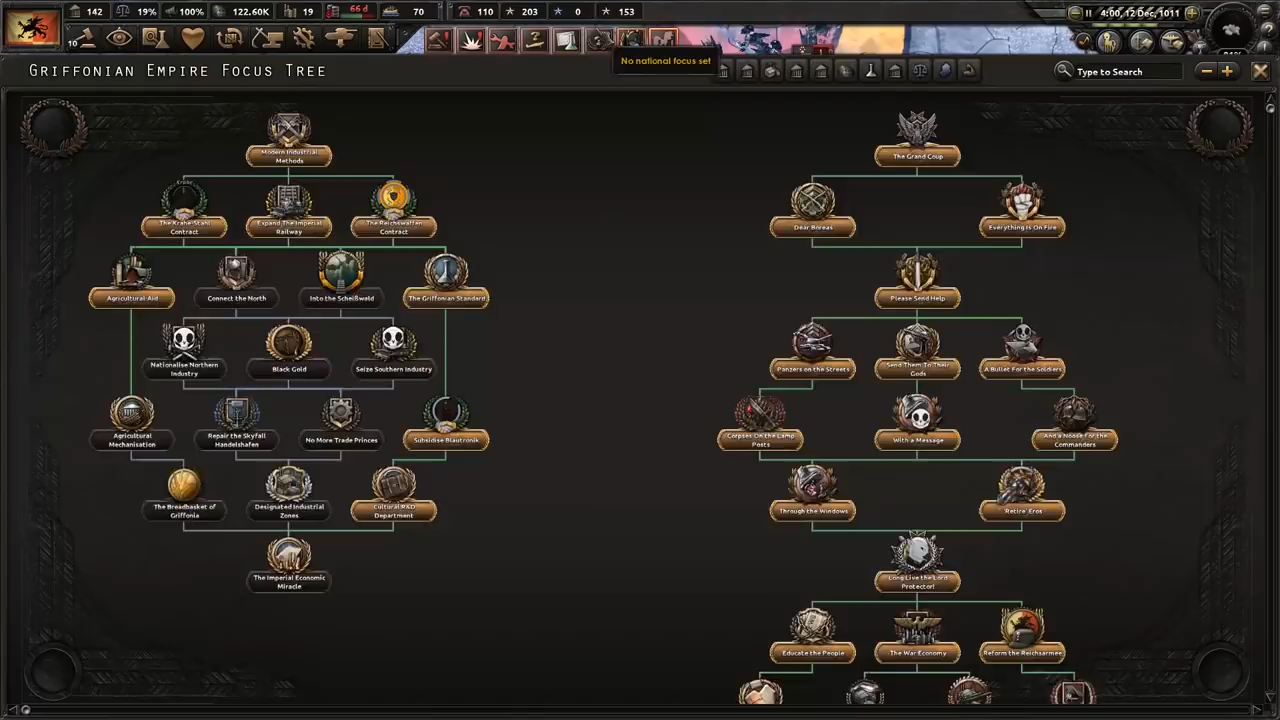 142 19% 100% 122.60K 19 66 d 70 110 203 0 153 4:00, 12 Dec, 1011
10
No national focus set
Griffonian Empire Focus Tree
Type to Search
Modern Industrial
Methods
The Grand Coup
The Krahe-Stahl
Contract
Expand The Imperial
Railway
The Reichswaffen
Contract
Dear Boreas
Everything Is On Fire
Agricultural Aid
Connect the North
Into the Scheißwald
The Griffonian Standard
Please Send Help
Nationalise Northern
Industry
Black Gold
Seize Southern Industry
Panzers on the Streets
Send Them To Their
Gods
A Bullet For the Soldiers
Agricultural
Mechanisation
Repair the Skyfall
Handelshafen
No More Trade Princes
Subsidise Blautronik
Corpses On the Lamp
Posts
With a Message
And a Noose For the
Commanders
The Breadbasket of
Griffonia
Designated Industrial
Zones
Cultural R&D
Department
Through the Windows
Retire Eros
The Imperial Economic
Miracle
Long Live the Lord
Protector!
Educate the People
The War Economy
Reform the Reichsarmee